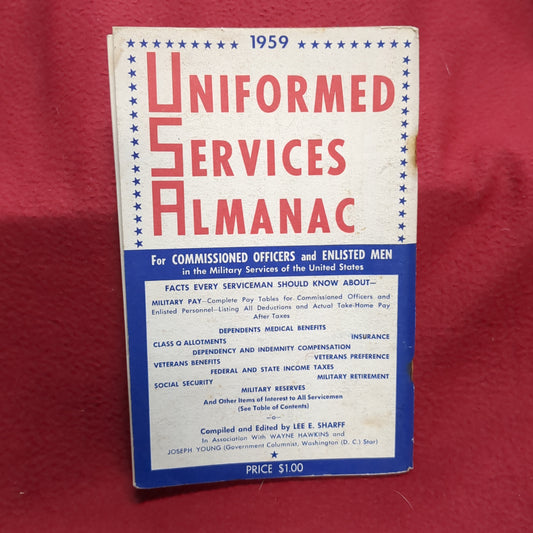 1959
UNIFORMED
SERVICES
ALMANAC
For COMMISSIONED OFFICERS and ENLISTED MEN
in the Military Services of the United States
FACTS EVERY SERVICEMAN SHOULD KNOW ABOUT—
MILITARY PAY—Complete Pay Tables for Commissioned Officers and
Enlisted Personnel—Listing All Deductions and Actual Take-Home Pay
After Taxes
DEPENDENTS MEDICAL BENEFITS
CLASS Q ALLOTMENTS INSURANCE
DEPENDENCY AND INDEMNITY COMPENSATION
VETERANS BENEFITS VETERANS PREFERENCE
FEDERAL AND STATE INCOME TAXES
SOCIAL SECURITY MILITARY RETIREMENT
MILITARY RESERVES
And Other Items of Interest to All Servicemen
(See Table of Contents)
—o—
Compiled and Edited by LEE E. SHARFF
In Association With WAYNE HAWKINS and
JOSEPH YOUNG (Government Columnist, Washington (D. C.) Star)
PRICE $1.00